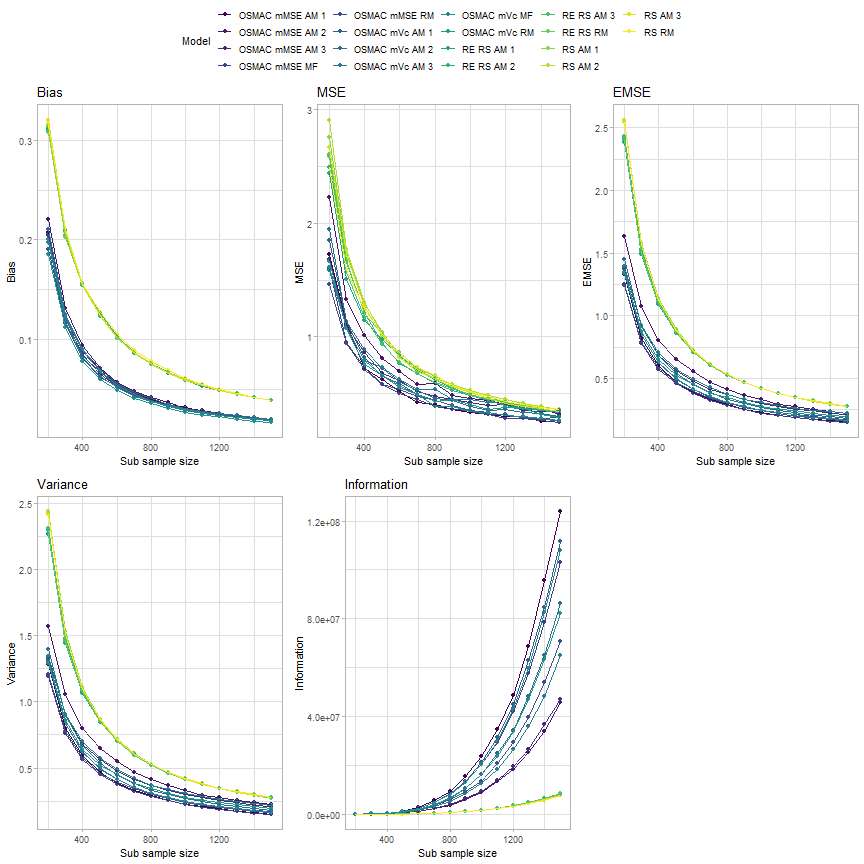 Model
OSMAC mMSE AM 1 OSMAC mMSE RM OSMAC mVc MF RE RS AM 3 RS AM 3
OSMAC mMSE AM 2 OSMAC mVc AM 1 OSMAC mVc RM RE RS RM RS RM
OSMAC mMSE AM 3 OSMAC mVc AM 2 RE RS AM 1 RS AM 1
OSMAC mMSE MF OSMAC mVc AM 3 RE RS AM 2 RS AM 2
Bias
Bias
0.3
0.2
0.1
400 800 1200
Sub sample size
MSE
MSE
3
2
1
400 800 1200
Sub sample size
EMSE
EMSE
2.5
2.0
1.5
1.0
0.5
400 800 1200
Sub sample size
Variance
Variance
2.5
2.0
1.5
1.0
0.5
400 800 1200
Sub sample size
Information
Information
1.2e+08
8.0e+07
4.0e+07
0.0e+00
400 800 1200
Sub sample size